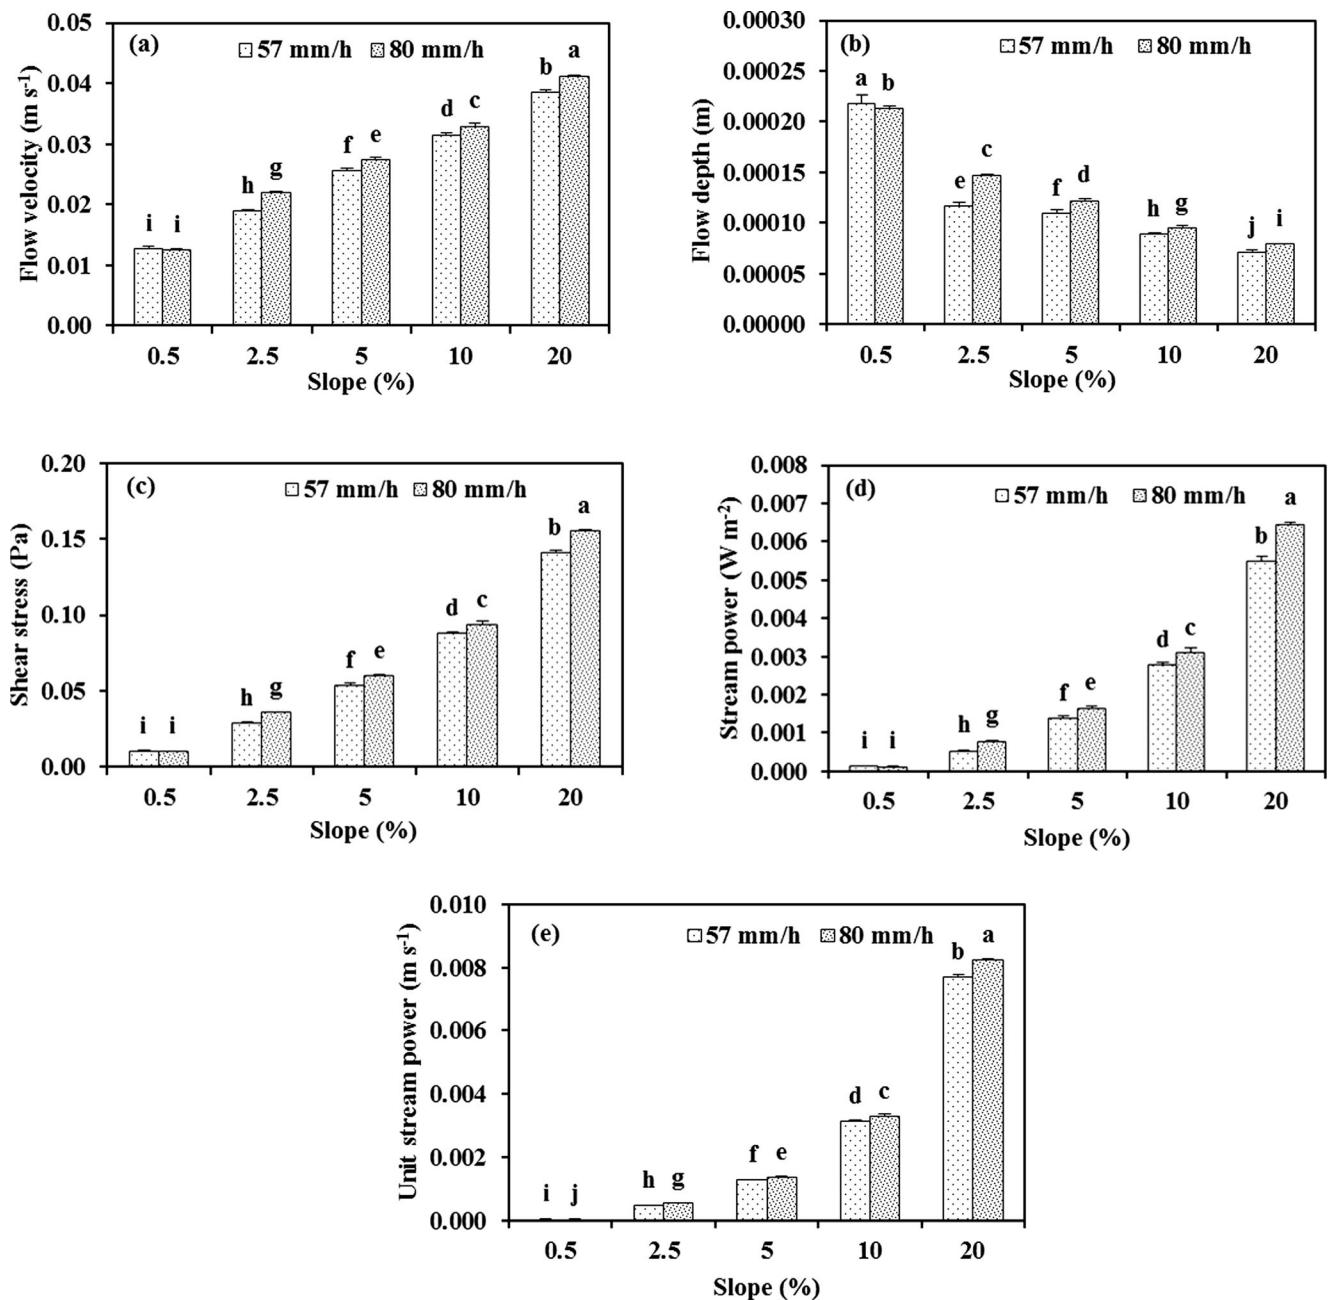 (a)
57 mm/h 80 mm/h
Flow velocity (m s-1)
0.05
0.04
0.03
0.02
0.01
0.00
i i
h g
f e
d c
b a
0.5 2.5 5 10 20
Slope (%)
(b)
57 mm/h 80 mm/h
Flow depth (m)
0.00030
0.00025
0.00020
0.00015
0.00010
0.00005
0.00000
a b
e c
f d
h g
j i
0.5 2.5 5 10 20
Slope (%)
(c)
57 mm/h 80 mm/h
Shear stress (Pa)
0.20
0.15
0.10
0.05
0.00
i i
h g
f e
d c
b a
0.5 2.5 5 10 20
Slope (%)
(d)
57 mm/h 80 mm/h
Stream power (W m-2)
0.008
0.007
0.006
0.005
0.004
0.003
0.002
0.001
0.000
i i
h g
f e
d c
b a
0.5 2.5 5 10 20
Slope (%)
(e)
57 mm/h 80 mm/h
Unit stream power (m s-1)
0.010
0.008
0.006
0.004
0.002
0.000
i j
h g
f e
d c
b a
0.5 2.5 5 10 20
Slope (%)